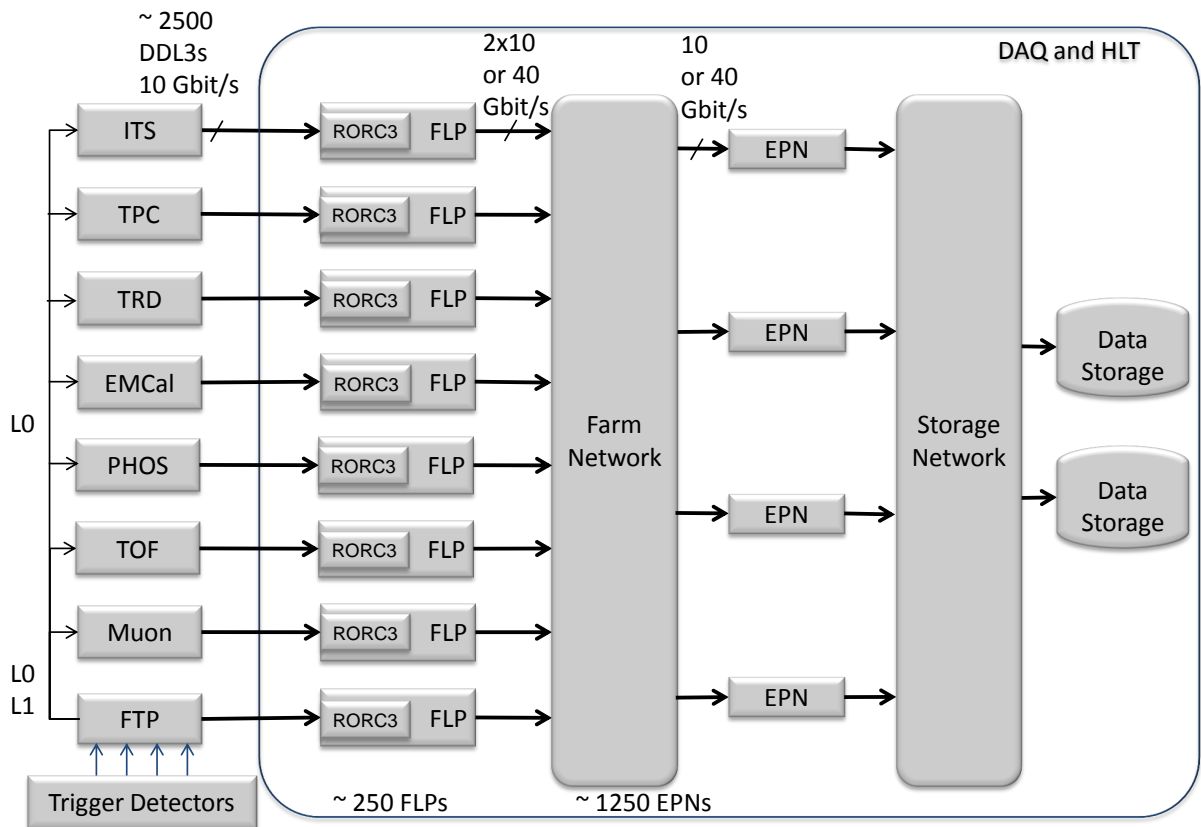 ~ 2500
DDL3s
10 Gbit/s
2x10
or 40
Gbit/s
10
or 40
Gbit/s
DAQ and HLT
ITS
RORC3 FLP
EPN
TPC
RORC3 FLP
TRD
RORC3 FLP
EPN
EMCal
RORC3 FLP
L0
Farm
Network
Storage
Network
Data
Storage
PHOS
RORC3 FLP
EPN
Data
Storage
TOF
RORC3 FLP
Muon
RORC3 FLP
L0
L1
FTP
RORC3 FLP
EPN
Trigger Detectors
~ 250 FLPs
~ 1250 EPNs